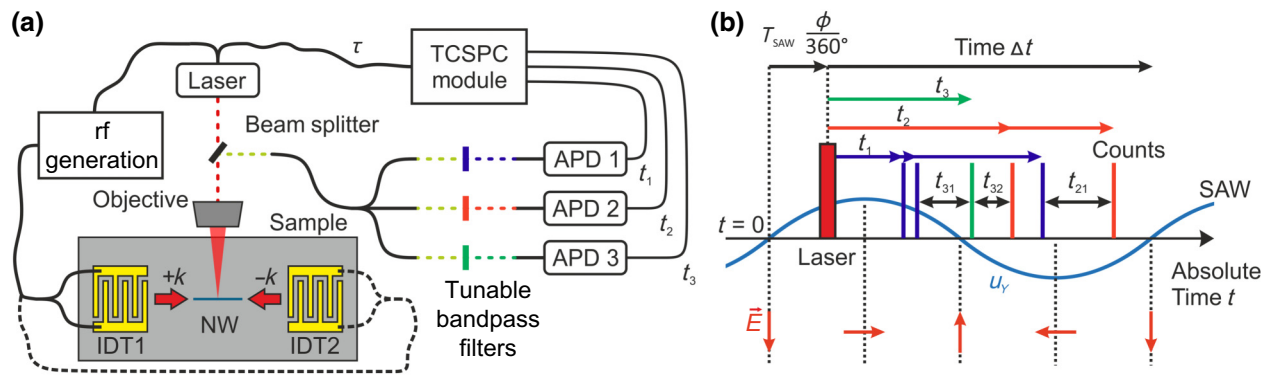 (a)
τ
TCSPC
module
Laser
rf
generation
Beam splitter
APD 1
t1
APD 2
t2
APD 3
t3
Objective
Sample
+k
−k
NW
IDT1
IDT2
Tunable
bandpass
filters
(b)
TSAW ϕ/360°
Time Δt
t3
t2
t1
Counts
t31
t32
t21
SAW
t = 0
Laser
uY
Absolute
Time t
E⃗